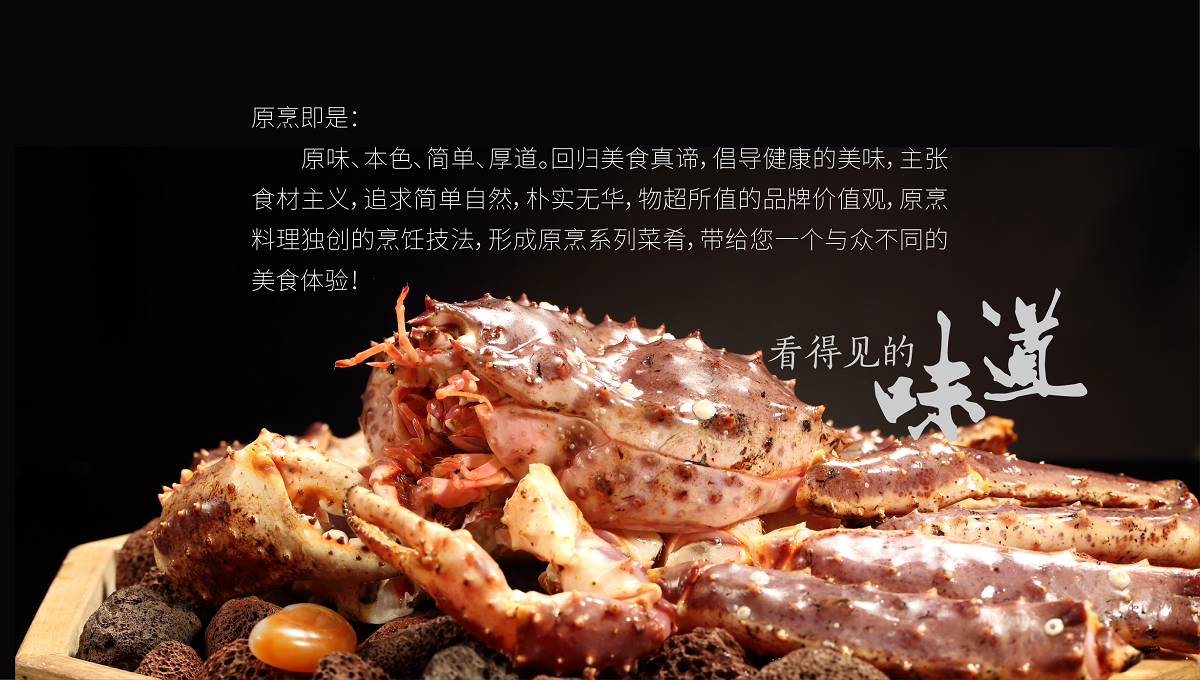 原烹即是：
原味、本色、简单、厚道。回归美食真谛，倡导健康的美味，主张
食材主义，追求简单自然，朴实无华，物超所值的品牌价值观，原烹
料理独创的烹饪技法，形成原烹系列菜肴，带给您一个与众不同的
美食体验！
看得见的味道